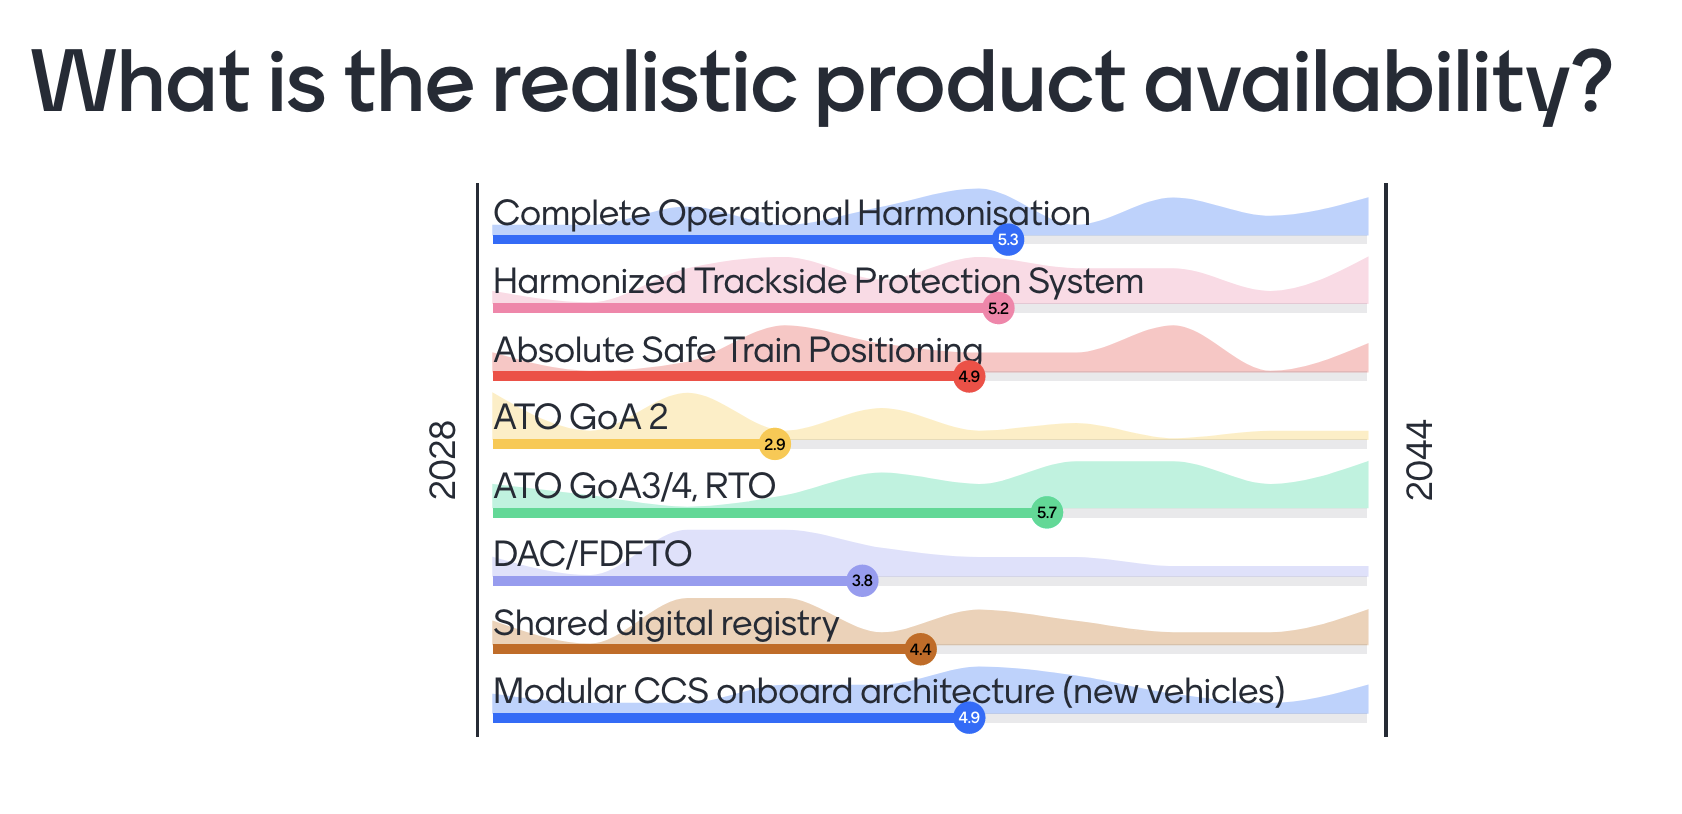 What is the realistic product availability?
2028
Complete Operational Harmonisation
5.3
Harmonized Trackside Protection System
5.2
Absolute Safe Train Positioning
4.9
ATO GoA 2
2.9
ATO GoA3/4, RTO
5.7
DAC/FDFTO
3.8
Shared digital registry
4.4
Modular CCS onboard architecture (new vehicles)
4.9
2044